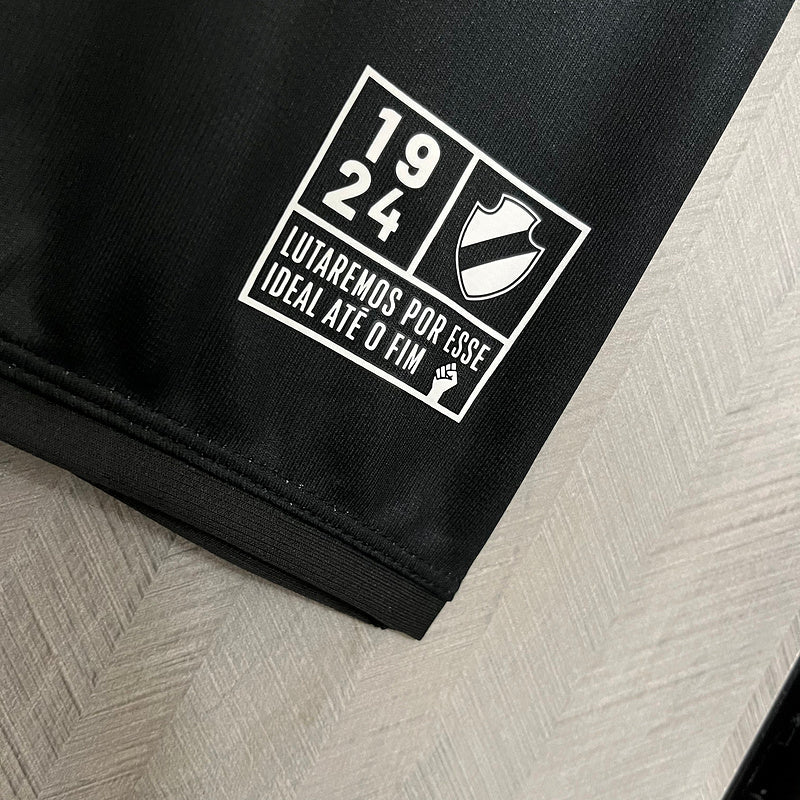 19
24
LUTAREMOS POR ESSE
IDEAL ATÉ O FIM